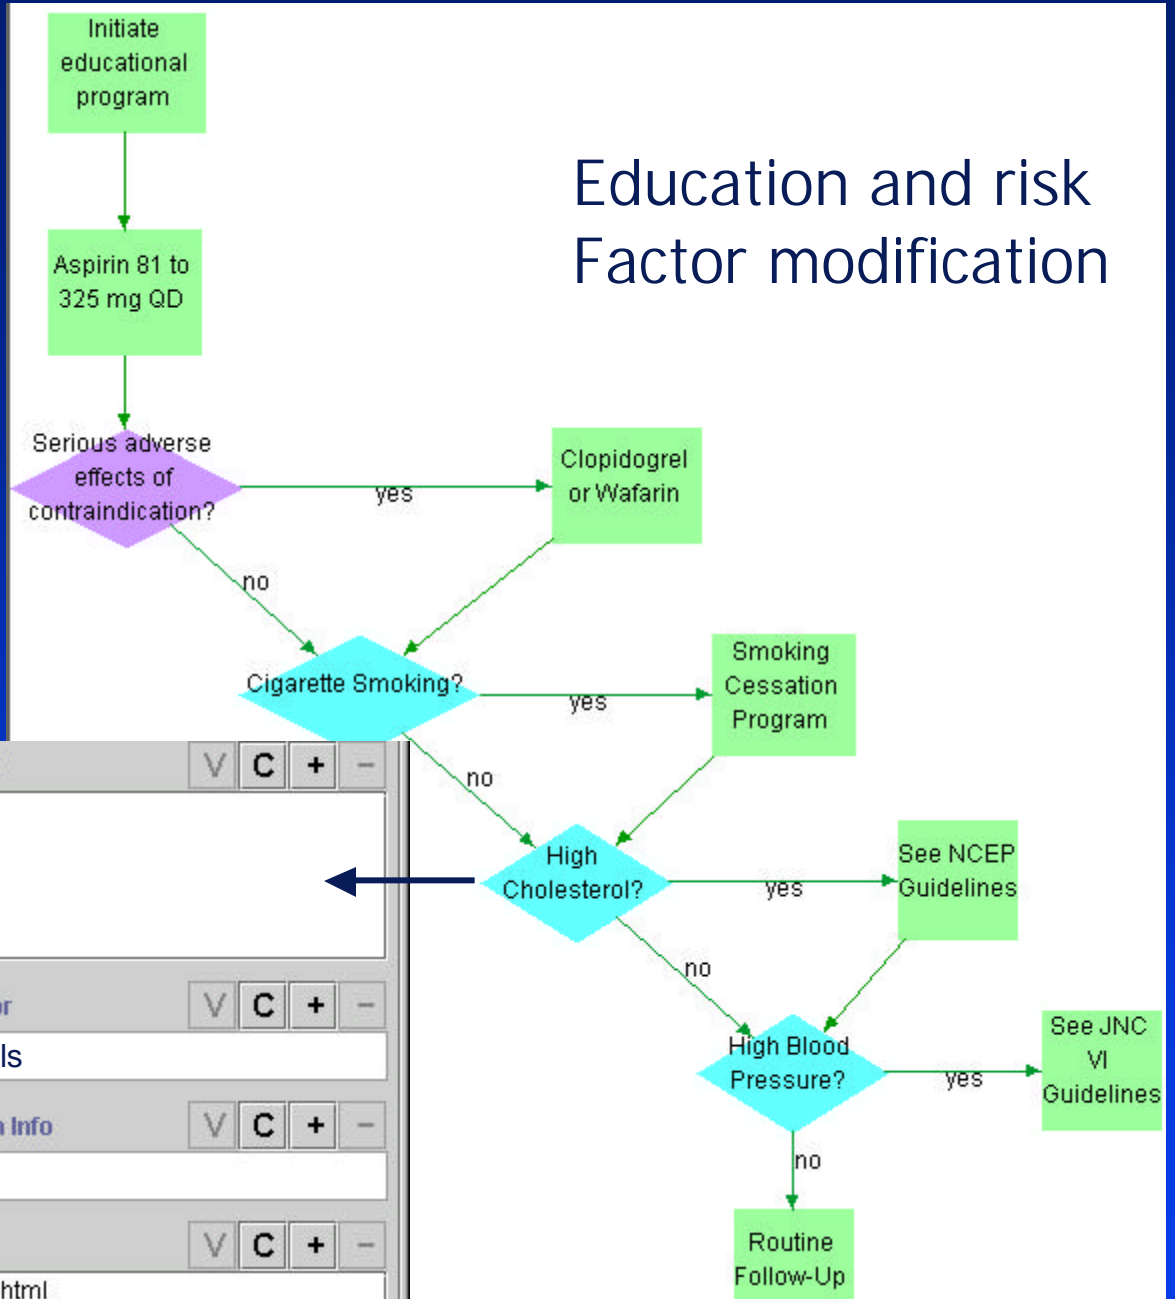 Initiate
educational
program
Education and risk
Factor modification
Aspirin 81 to
325 mg QD
Serious adverse
effects of
contraindication?
yes
Clopidogrel
or Wafarin
no
Cigarette Smoking?
yes
Smoking
Cessation
Program
no
V C + −
High
Cholesterol?
yes
See NCEP
Guidelines
no
or V C + −
ls
High Blood
Pressure?
yes
See JNC
VI
Guidelines
Info V C + −
no
V C + −
Routine
Follow-Up
html